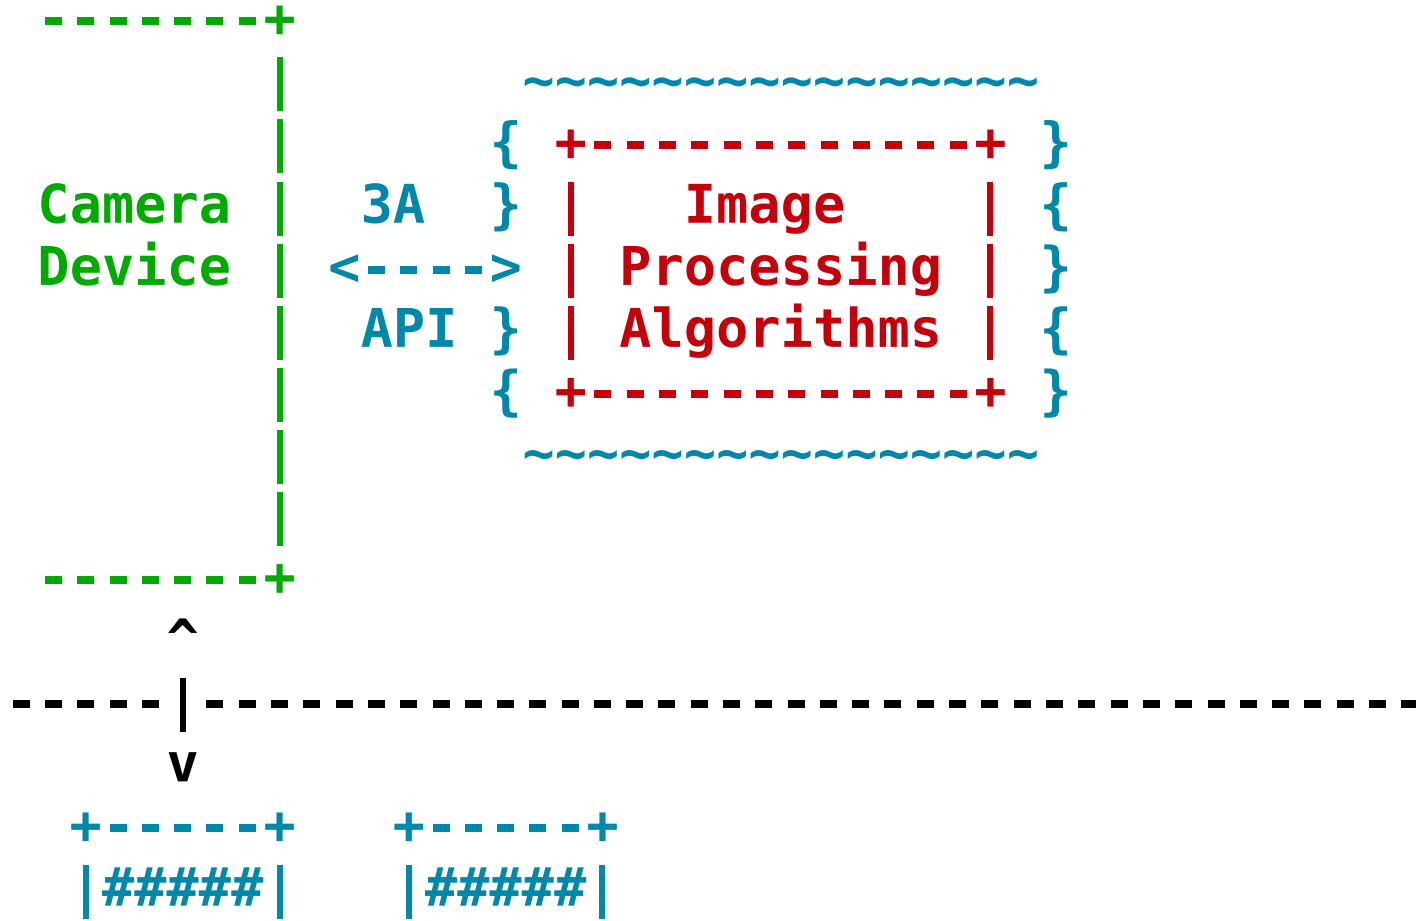 -------+
|
~~~~~~~~~~~~~~~~
| { +------------+ }
Camera | 3A } | Image | {
Device | <----> | Processing | }
| API } | Algorithms | {
| { +------------+ }
| ~~~~~~~~~~~~~~~~
|
-------+
^
-----|--------------------------------------
v
+-----+ +-----+
|#####| |#####|